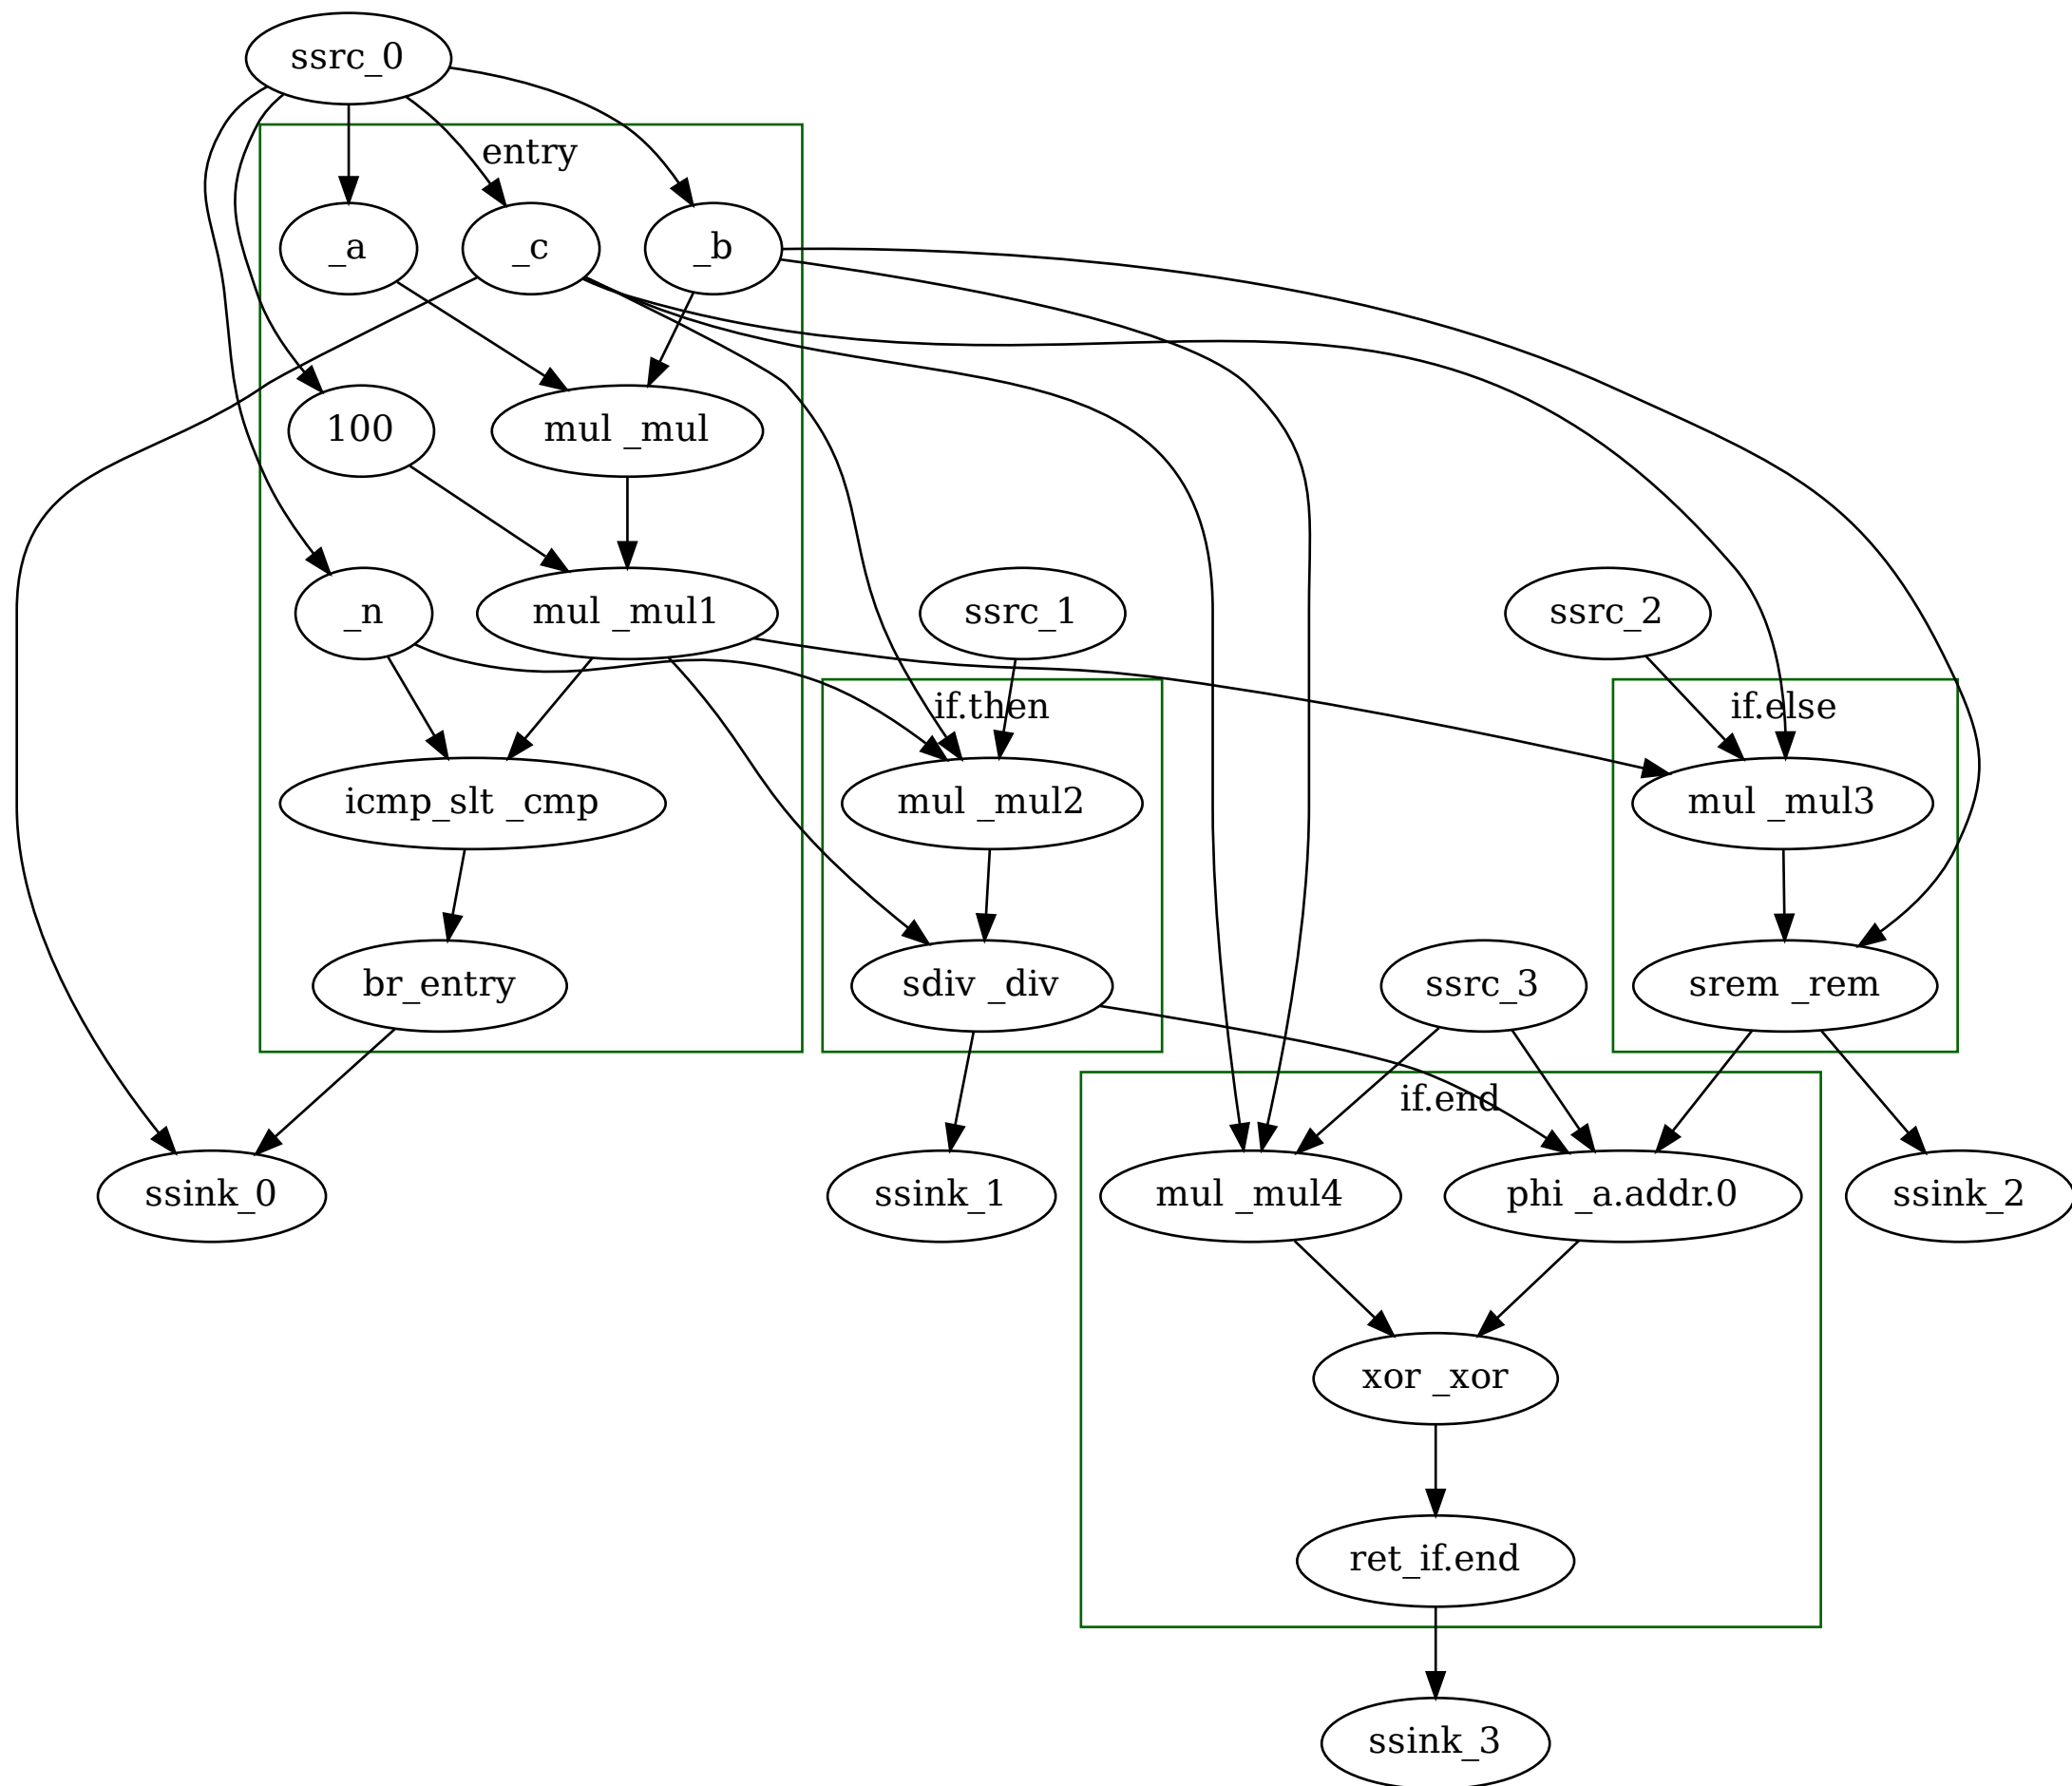 ssrc_0
entry
_a
_c
_b
100
mul _mul
_n
mul _mul1
ssrc_1
ssrc_2
if.then
if.else
icmp_slt _cmp
mul _mul2
mul _mul3
br_entry
sdiv _div
ssrc_3
srem _rem
if.end
ssink_0
ssink_1
mul _mul4
phi _a.addr.0
ssink_2
xor _xor
ret_if.end
ssink_3